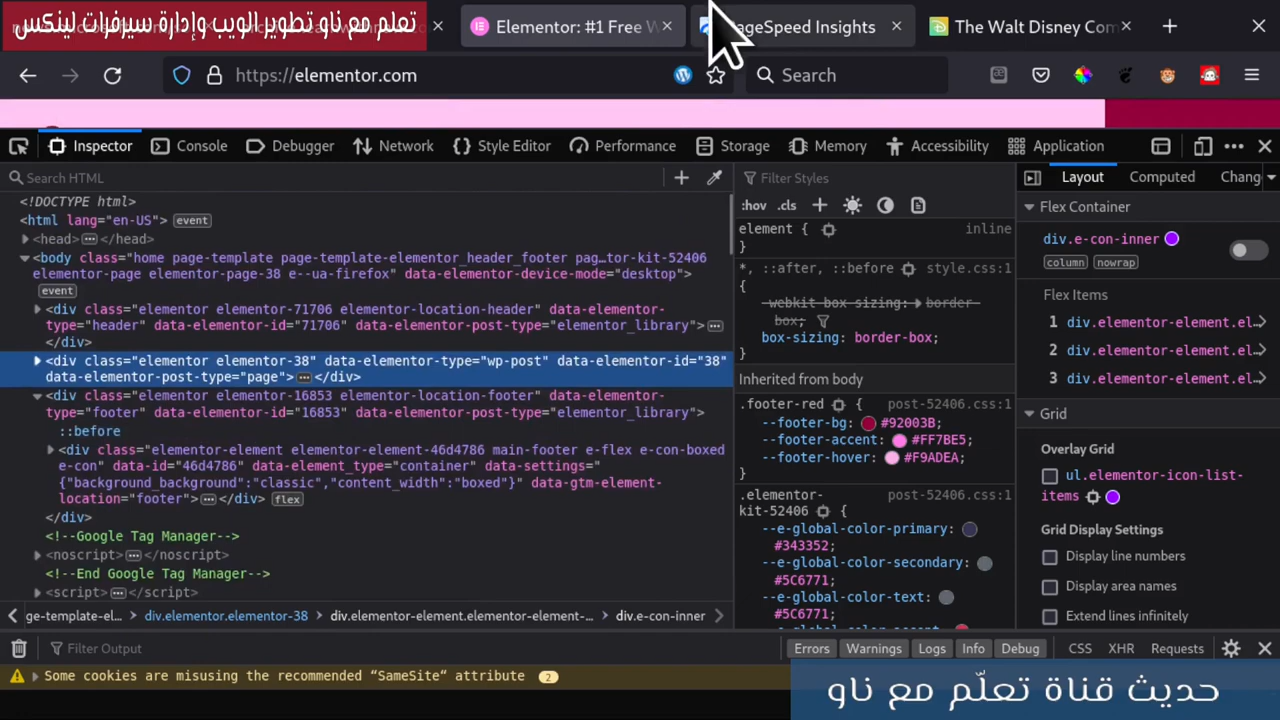 تعلم مع ناو تطوير الويب وإدارة سيرفرات لينكس
Elementor: #1 Free W
PageSpeed Insights
The Walt Disney Com
https://elementor.com
Search
Inspector
Console
Debugger
Network
Style Editor
Performance
Storage
Memory
Accessibility
Application
Search HTML
<!DOCTYPE html>
<html lang="en-US"> event
<head> ⋯ </head>
<body class="home page-template page-template-elementor_header_footer pag…tor-kit-52406
elementor-page elementor-page-38 e--ua-firefox" data-elementor-device-mode="desktop">
event
<div class="elementor elementor-71706 elementor-location-header" data-elementor-
type="header" data-elementor-id="71706" data-elementor-post-type="elementor_library"> ⋯
</div>
<div class="elementor elementor-38" data-elementor-type="wp-post" data-elementor-id="38"
data-elementor-post-type="page"> ⋯ </div>
<div class="elementor elementor-16853 elementor-location-footer" data-elementor-
type="footer" data-elementor-id="16853" data-elementor-post-type="elementor_library">
::before
<div class="elementor-element elementor-element-46d4786 main-footer e-flex e-con-boxed
e-con" data-id="46d4786" data-element_type="container" data-settings="
{"background_background":"classic","content_width":"boxed"}" data-gtm-element-
location="footer"> ⋯ </div> flex
</div>
<!--Google Tag Manager-->
<noscript> ⋯ </noscript>
<!--End Google Tag Manager-->
<script> ⋯ </script>
ge-template-el…
div.elementor.elementor-38
div.elementor-element.elementor-element-…
div.e-con-inner
Filter Styles
:hov .cls
element { inline
}
*, ::after, ::before style.css:1
{
-webkit-box-sizing: border-
box;
box-sizing: border-box;
}
Inherited from body
.footer-red { post-52406.css:1
--footer-bg: #92003B;
--footer-accent: #FF7BE5;
--footer-hover: #F9ADEA;
}
.elementor- post-52406.css:1
kit-52406 {
--e-global-color-primary:
#343352;
--e-global-color-secondary:
#5C6771;
--e-global-color-text:
#5C6771;
Layout
Computed
Chang
Flex Container
div.e-con-inner
column nowrap
Flex Items
1 div.elementor-element.el…
2 div.elementor-element.el…
3 div.elementor-element.el…
Grid
Overlay Grid
ul.elementor-icon-list-
items
Grid Display Settings
Display line numbers
Display area names
Extend lines infinitely
Filter Output
Errors Warnings Logs Info Debug CSS XHR Requests
Some cookies are misusing the recommended “SameSite” attribute 2
حديث قناة تعلّم مع ناو